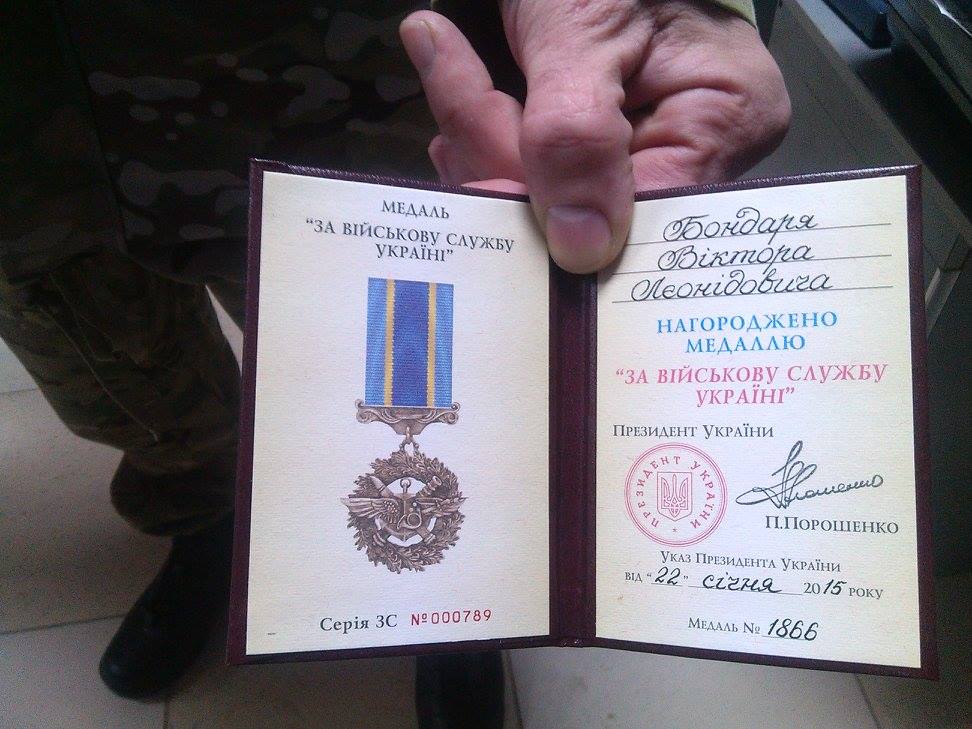 МЕДАЛЬ
"ЗА ВІЙСЬКОВУ СЛУЖБУ
УКРАЇНІ"
Серія ЗС №000789
Бондаря
Віктора
Леонідовича
НАГОРОДЖЕНО
МЕДАЛЛЮ
"ЗА ВІЙСЬКОВУ СЛУЖБУ
УКРАЇНІ"
ПРЕЗИДЕНТ УКРАЇНИ
ПРЕЗИДЕНТ УКРАЇНИ
П.ПОРОШЕНКО
УКАЗ ПРЕЗИДЕНТА УКРАЇНИ
ВІД "22" січня 2015 РОКУ
МЕДАЛЬ № 1866